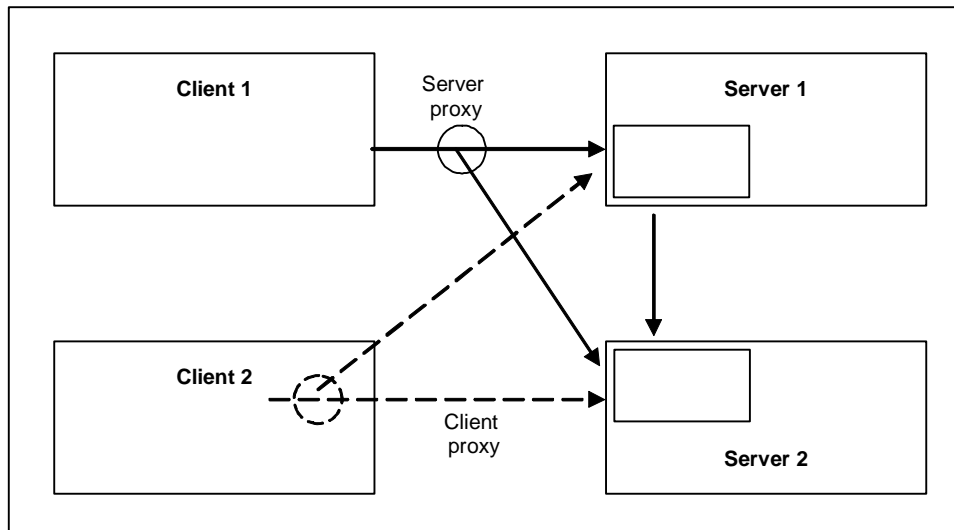 Client 1
Server
proxy
Server 1
Client 2
Client
proxy
Server 2